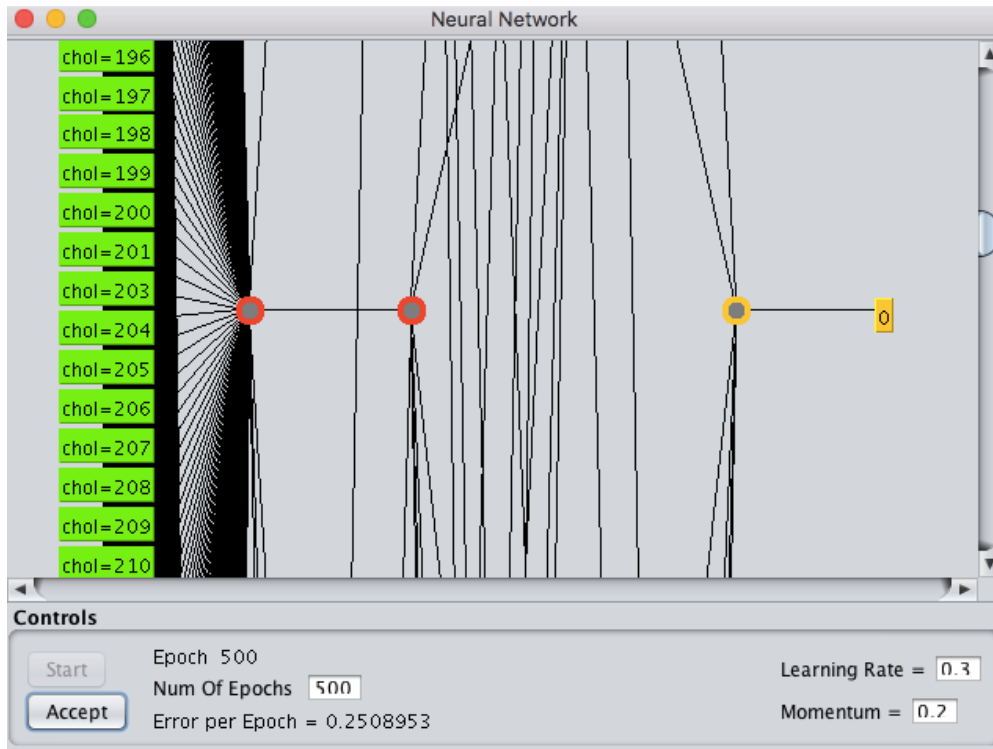 Neural Network
chol=196
chol=197
chol=198
chol=199
chol=200
chol=201
chol=203
chol=204
chol=205
chol=206
chol=207
chol=208
chol=209
chol=210
0
Controls
Start
Accept
Epoch 500
Num Of Epochs 500
Error per Epoch = 0.2508953
Learning Rate = 0.3
Momentum = 0.2